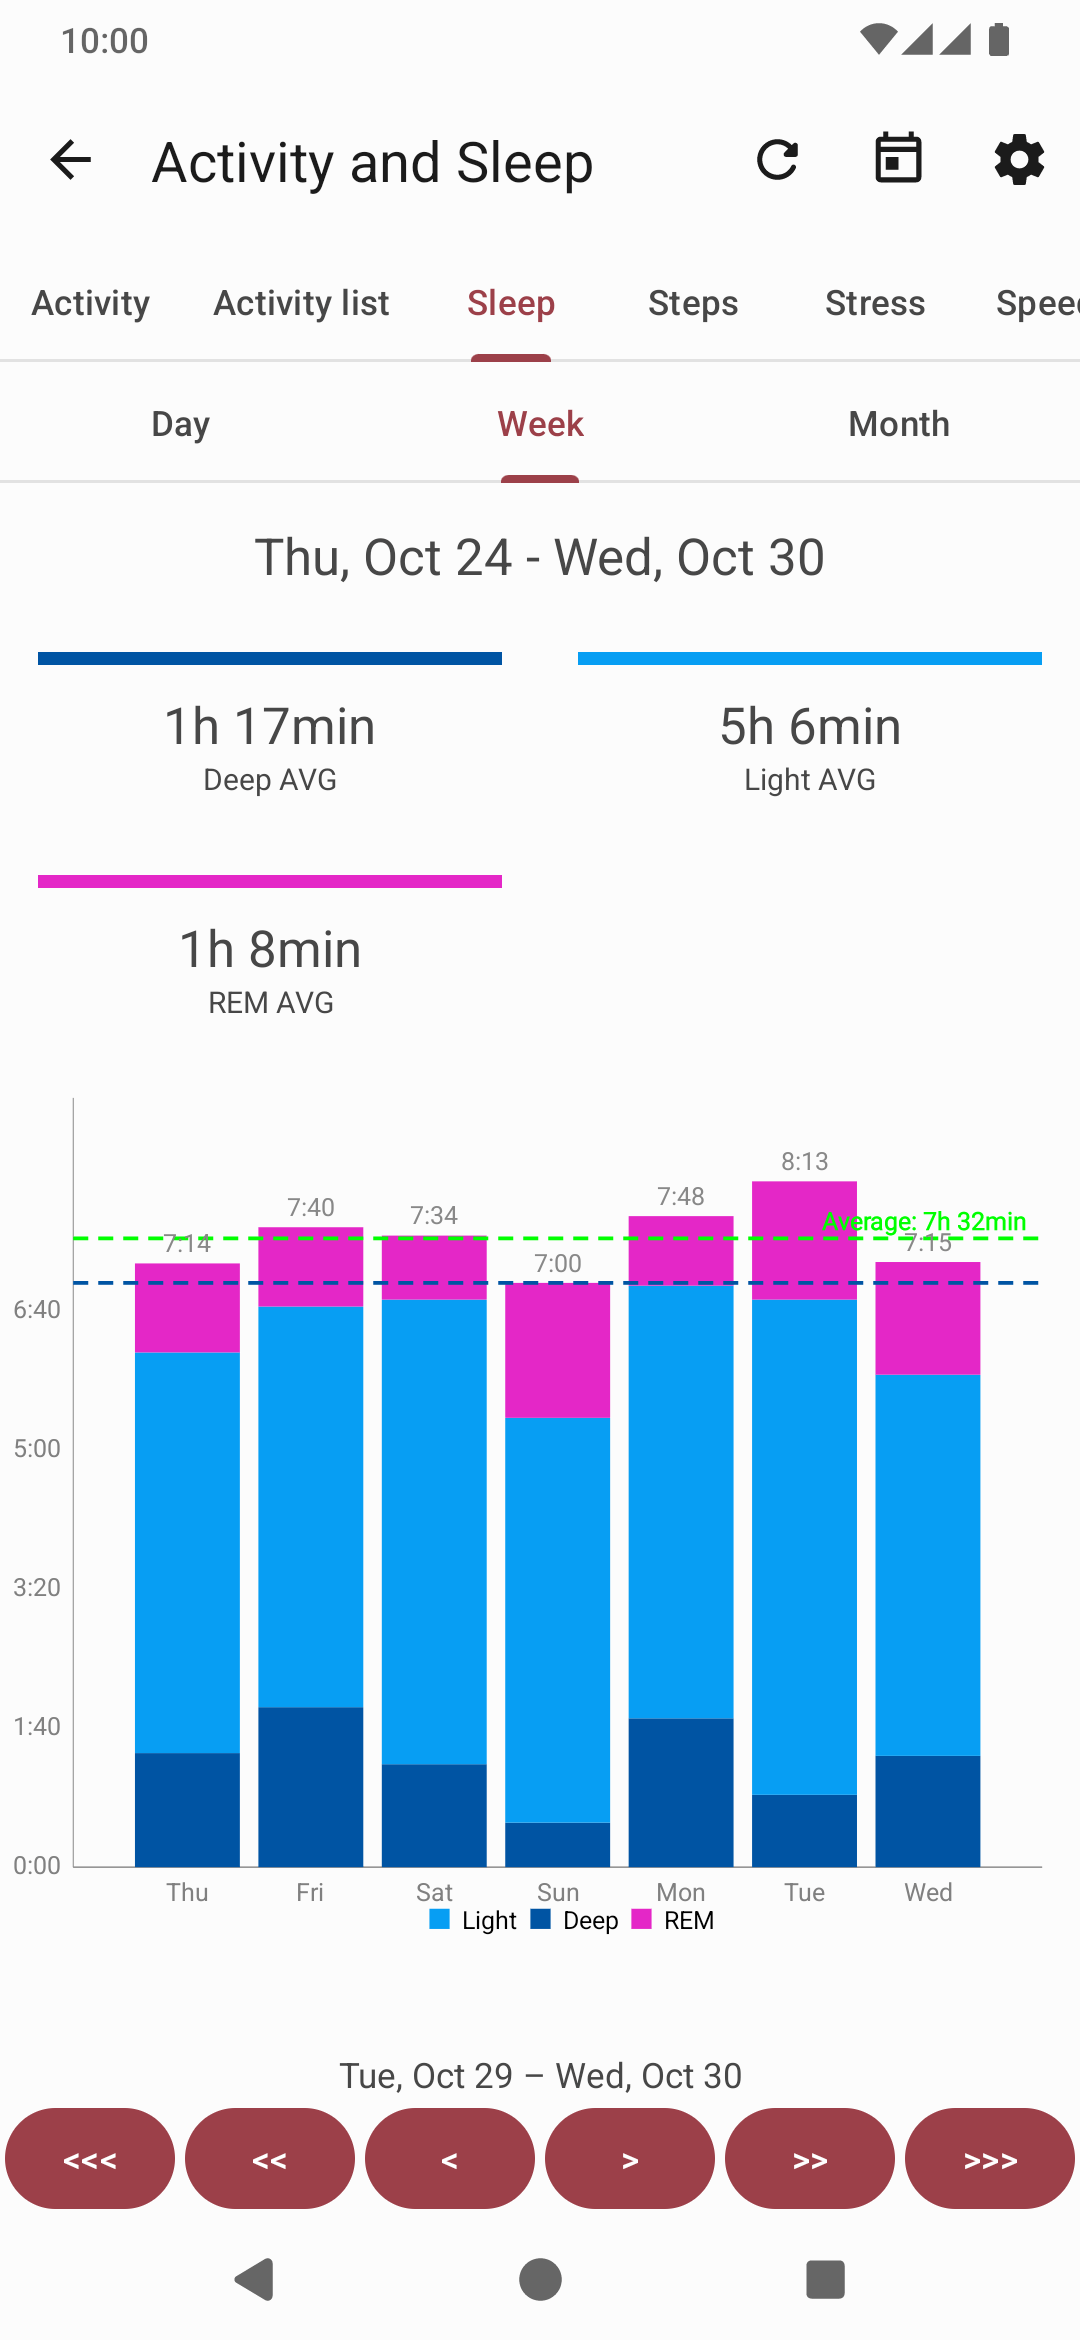 10:00
Activity and Sleep
Activity Activity list Sleep Steps Stress Spee
Day Week Month
Thu, Oct 24 - Wed, Oct 30
1h 17min 5h 6min
Deep AVG Light AVG
1h 8min
REM AVG
8:13
7:48
7:40
7:34
Average: 7h 32min
7:14
7:15
7:00
6:40
5:00
3:20
1:40
0:00
Thu Fri Sat Sun Mon Tue Wed
Light Deep REM
Tue, Oct 29 – Wed, Oct 30
<<< << < > >> >>>